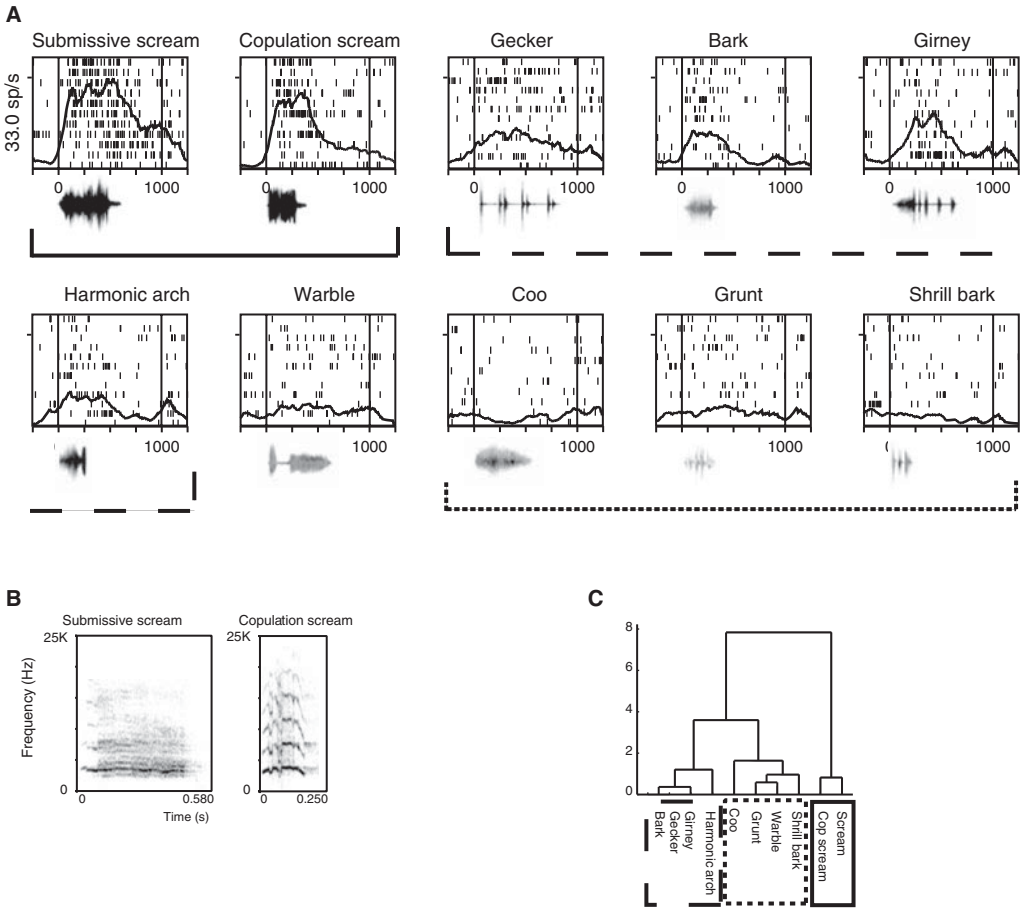 A
Submissive scream
Copulation scream
Gecker
Bark
Girney
33.0 sp/s
0 1000
0 1000
0 1000
0 1000
0 1000
Harmonic arch
Warble
Coo
Grunt
Shrill bark
1000
1000
1000
1000
1000
B
C
Submissive scream
Copulation scream
25K
25K
Frequency (Hz)
0
0
0 0.580
0 0.250
Time (s)
8
6
4
2
0
Bark
Gecker
Girney
Harmonic arch
Coo
Grunt
Warble
Shrill bark
Cop scream
Scream